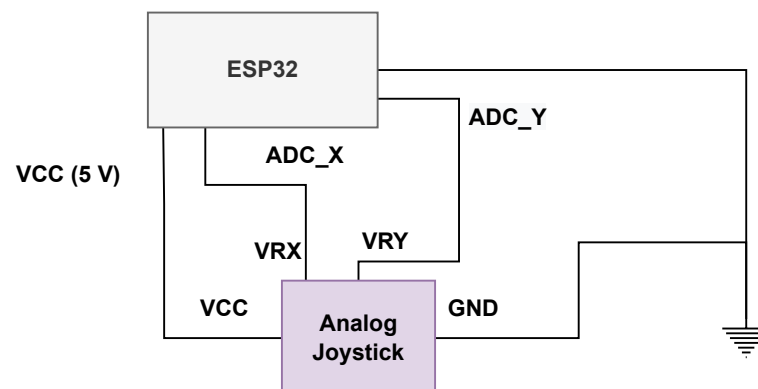 ESP32
ADC_Y
ADC_X
VCC (5 V)
VRX
VRY
VCC
GND
Analog
Joystick